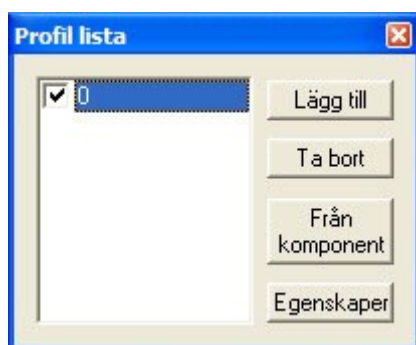 Profil lista
0
Lägg till
Ta bort
Från
komponent
Egenskaper